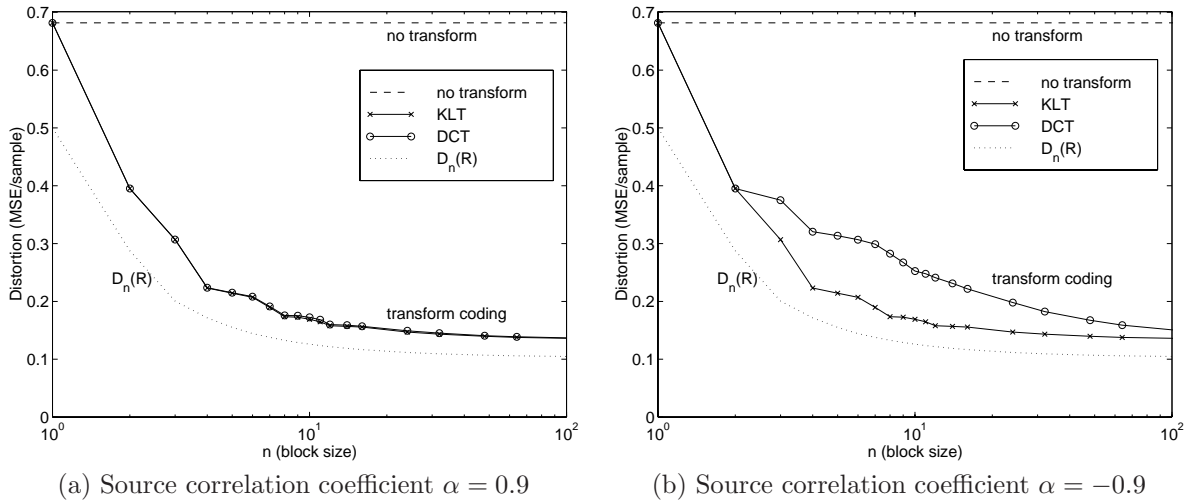 0.7
0.6
0.5
0.4
0.3
0.2
0.1
0
Distortion (MSE/sample)
no transform
no transform
KLT
DCT
D_n(R)
D_n(R)
transform coding
10^0
10^1
10^2
n (block size)
(a) Source correlation coefficient α = 0.9
0.7
0.6
0.5
0.4
0.3
0.2
0.1
0
Distortion (MSE/sample)
no transform
no transform
KLT
DCT
D_n(R)
D_n(R)
transform coding
10^0
10^1
10^2
n (block size)
(b) Source correlation coefficient α = −0.9